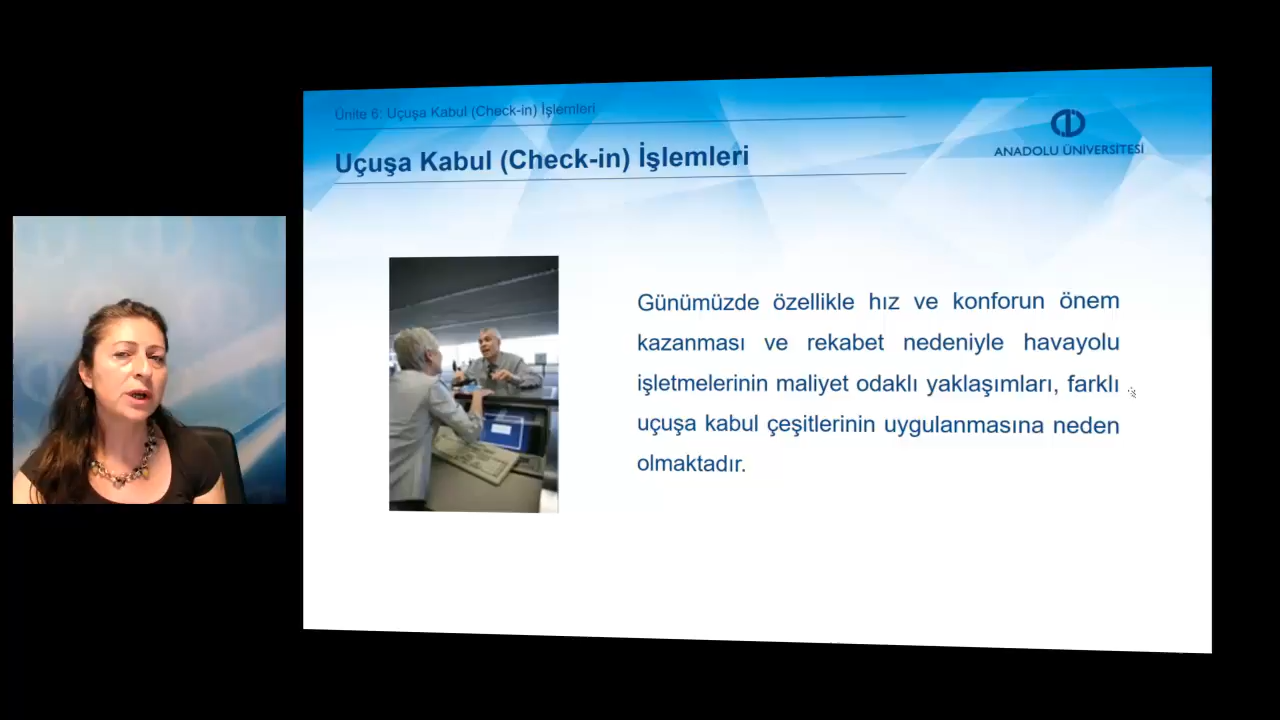 Ünite 6: Uçuşa Kabul (Check-in) İşlemleri
Uçuşa Kabul (Check-in) İşlemleri
ANADOLU ÜNİVERSİTESİ
Günümüzde özellikle hız ve konforun önem
kazanması ve rekabet nedeniyle havayolu
işletmelerinin maliyet odaklı yaklaşımları, farklı
uçuşa kabul çeşitlerinin uygulanmasına neden
olmaktadır.